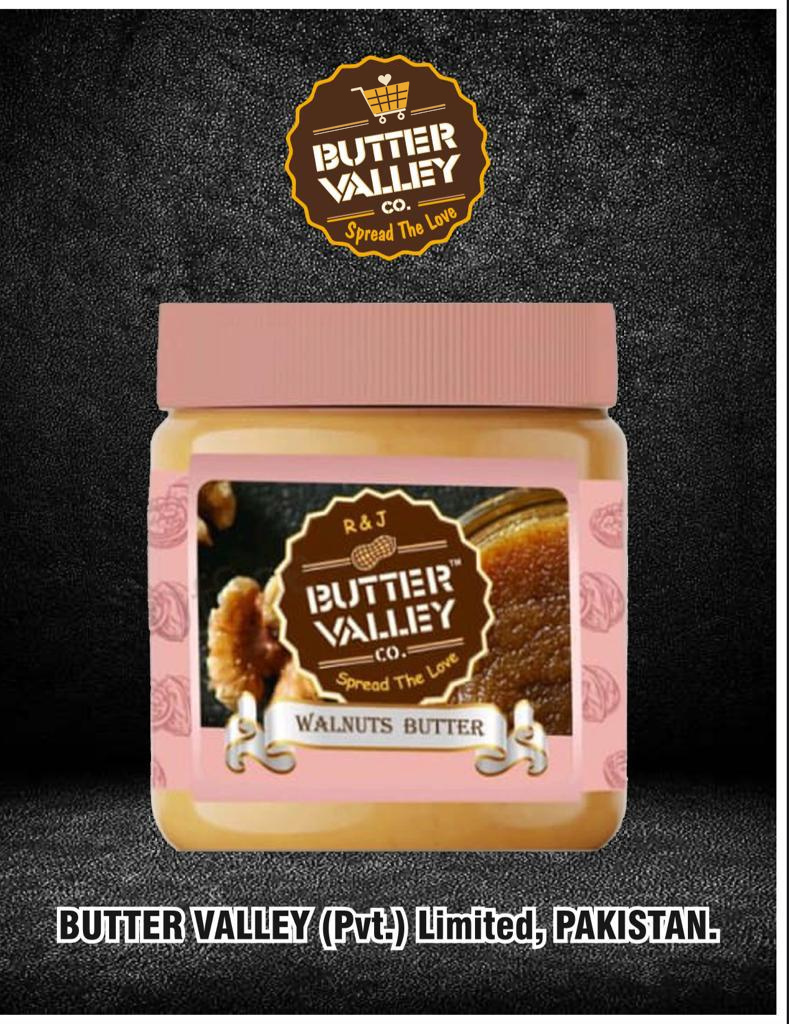 BUTTER
VALLEY
CO.
Spread The Love
R & J
BUTTER™
VALLEY
CO.
Spread The Love
WALNUTS BUTTER
BUTTER VALLEY (Pvt.) Limited, PAKISTAN.